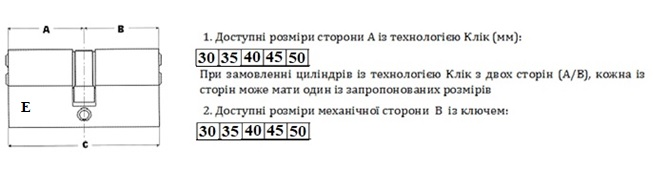 A
B
E
C
1. Доступні розміри сторони A із технологією Клік (мм):
30 35 40 45 50
При замовленні циліндрів із технологією Клік з двох сторін (A/B), кожна із
сторін може мати один із запропонованих розмірів
2. Доступні розміри механічної сторони B із ключем:
30 35 40 45 50